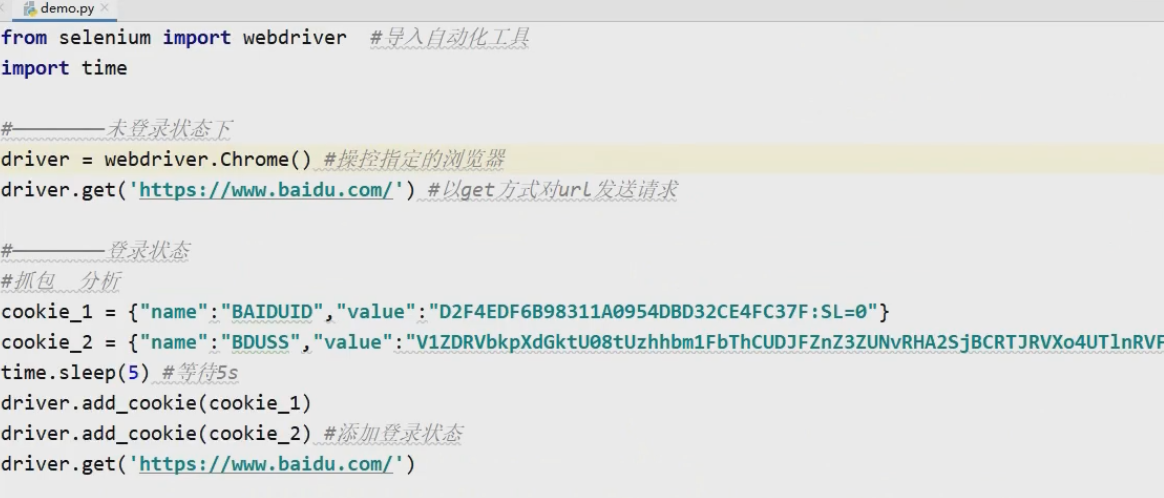 demo.py
from selenium import webdriver #导入自动化工具
import time
#————未登录状态下
driver = webdriver.Chrome() #操控指定的浏览器
driver.get('https://www.baidu.com/') #以get方式对url发送请求
#————登录状态
#抓包 分析
cookie_1 = {"name":"BAIDUID","value":"D2F4EDF6B98311A0954DBD32CE4FC37F:SL=0"}
cookie_2 = {"name":"BDUSS","value":"V1ZDRVbkpXdGktU08tUzhhbm1FbThCUDJFZnZ3ZUNvRHA2SjBCRTJRVXo4UTlnRVF
time.sleep(5) #等待5s
driver.add_cookie(cookie_1)
driver.add_cookie(cookie_2) #添加登录状态
driver.get('https://www.baidu.com/')